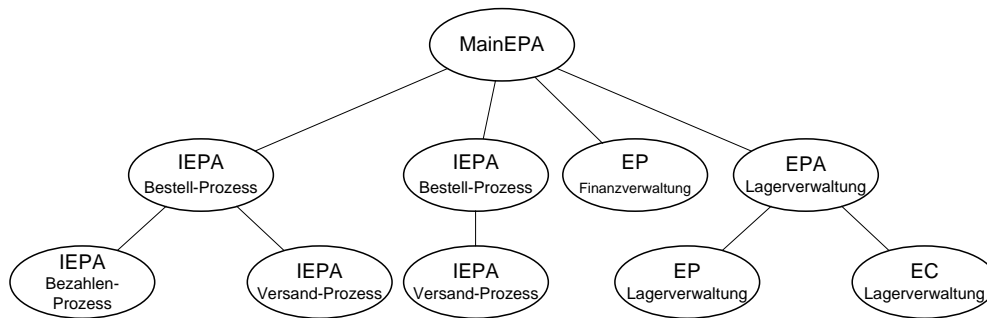 MainEPA
IEPA
Bestell-Prozess
IEPA
Bestell-Prozess
EP
Finanzverwaltung
EPA
Lagerverwaltung
IEPA
Bezahlen-
Prozess
IEPA
Versand-Prozess
IEPA
Versand-Prozess
EP
Lagerverwaltung
EC
Lagerverwaltung